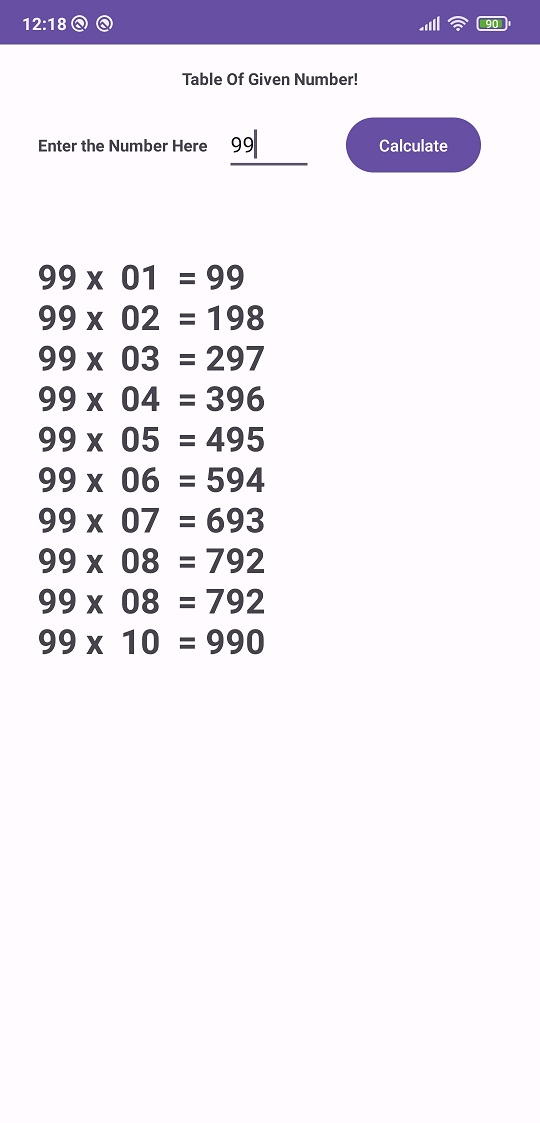 12:18 90
Table Of Given Number!
Enter the Number Here 99 Calculate
99 x 01 = 99
99 x 02 = 198
99 x 03 = 297
99 x 04 = 396
99 x 05 = 495
99 x 06 = 594
99 x 07 = 693
99 x 08 = 792
99 x 08 = 792
99 x 10 = 990